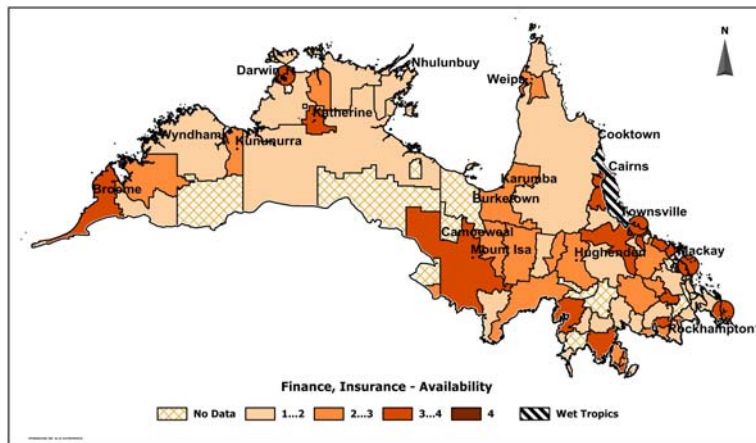 N
Darwin
Nhulunbuy
Weipa
Katherine
Wyndham
Kununurra
Cooktown
Cairns
Broome
Karumba
Burketown
Townsville
Camooweal
Mount Isa
Hughenden
Mackay
Rockhampton
Finance, Insurance - Availability
No Data 1...2 2...3 3...4 4 Wet Tropics